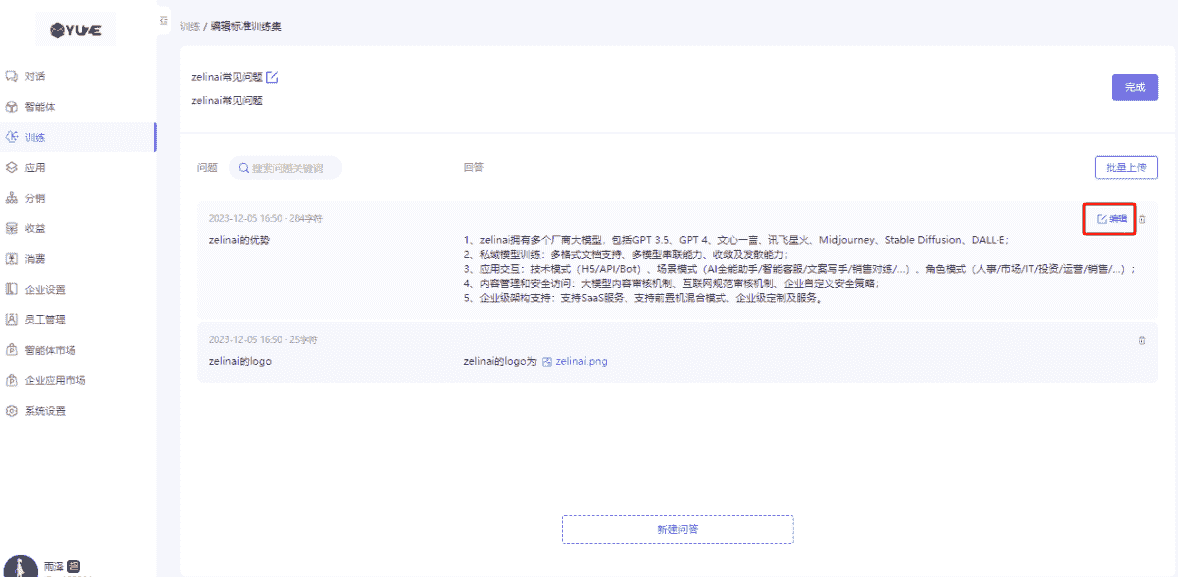 YUZE
训练 / 编辑标准训练集
对话
智能体
训练
应用
分销
收益
消费
企业设置
员工管理
智能体市场
企业应用市场
系统设置
雨泽
zelinai常见问题
zelinai常见问题
完成
问题
搜索问题关键词
回答
批量上传
2023-12-05 16:50 · 284字符
编辑
zelinai的优势
1、zelinai拥有多个厂商大模型，包括GPT 3.5、GPT 4、文心一言、讯飞星火、Midjourney、Stable Diffusion、DALL·E；
2、私域模型训练：多格式文档支持、多模型串联能力、收敛及发散能力；
3、应用交互：技术模式（H5/API/Bot）、场景模式（AI全能助手/智能客服/文案写手/销售对练/...）、角色模式（人事/市场/IT/投资/运营/销售/...）；
4、内容管理和安全访问：大模型内容审核机制、互联网规范审核机制、企业自定义安全策略；
5、企业级架构支持：支持SaaS服务、支持前置机混合模式、企业级定制及服务。
2023-12-05 16:50 · 25字符
zelinai的logo
zelinai的logo为 zelinai.png
新建问答